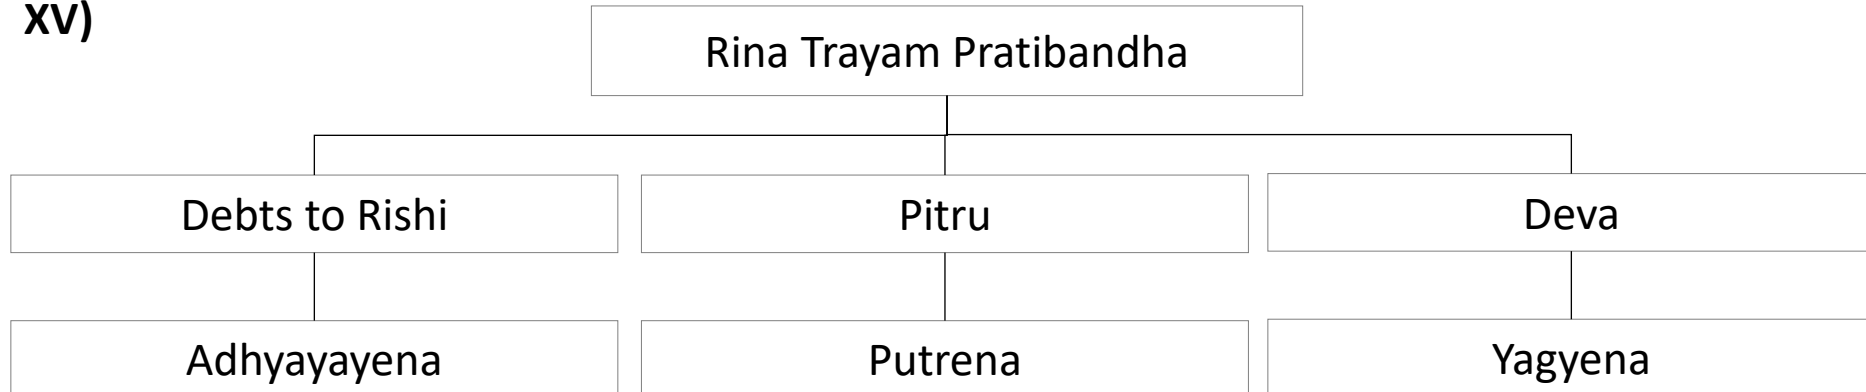 XV)
Rina Trayam Pratibandha
Debts to Rishi
Pitru
Deva
Adhyayayena
Putrena
Yagyena